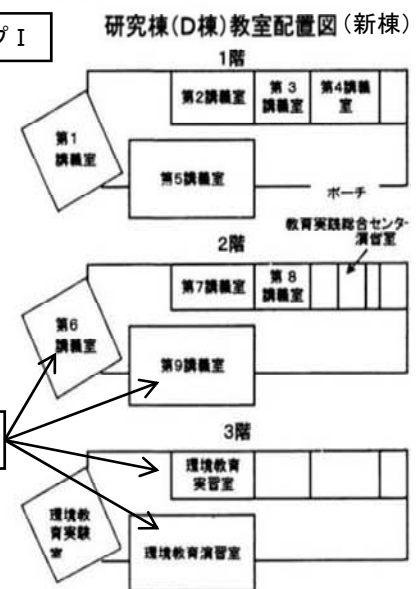 プ I
研究棟(D棟)教室配置図(新棟)
1階
第2講義室
第3
講義室
第4講義
室
第1
講義室
第5講義室
ポーチ
教育実践総合センター
演習室
2階
第7講義室
第8
講義室
第6
講義室
第9講義室
3階
環境教育
実習室
環境教
育実験
室
環境教育演習室